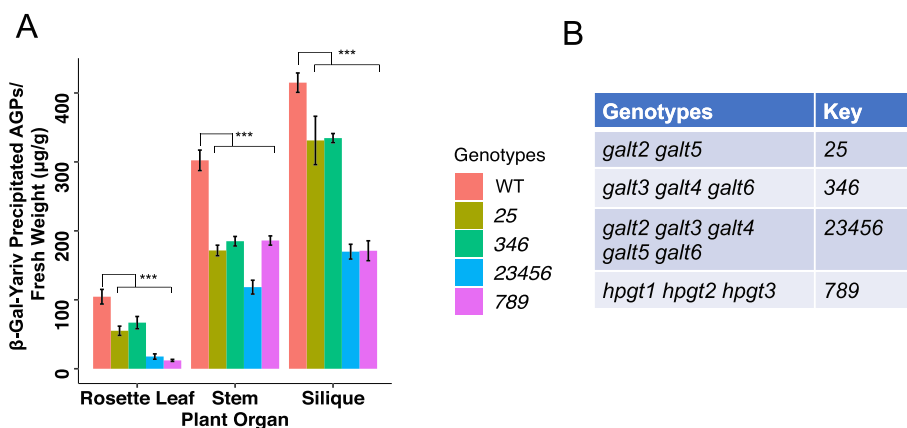 A
β-Gal-Yariv Precipitated AGPs/
Fresh Weight (μg/g)
400
300
200
100
0
***
***
***
Rosette Leaf
Stem
Silique
Plant Organ
Genotypes
WT
25
346
23456
789
B
Genotypes Key
galt2 galt5 25
galt3 galt4 galt6 346
galt2 galt3 galt4 23456
galt5 galt6
hpgt1 hpgt2 hpgt3 789